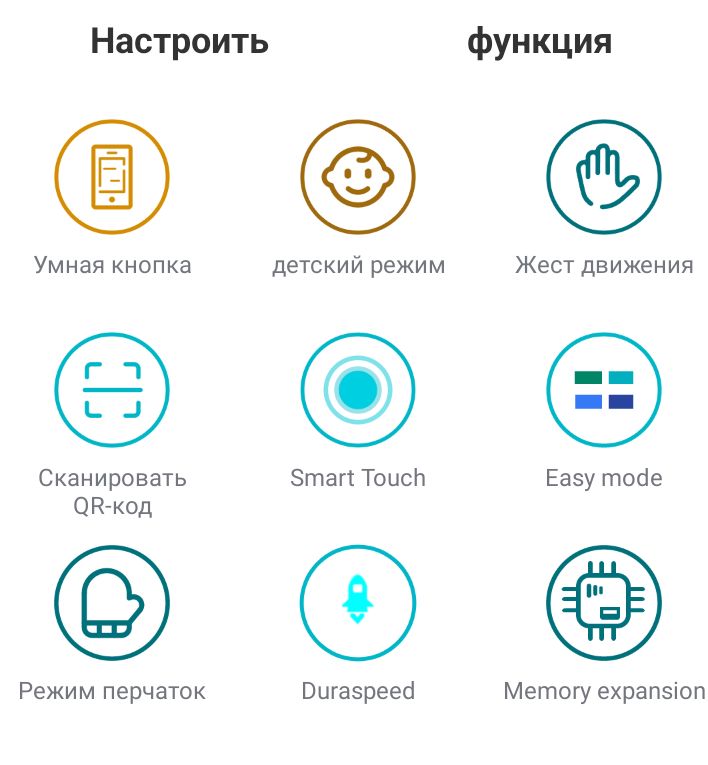 Настроить функция
Умная кнопка
детский режим
Жест движения
Сканировать
QR-код
Smart Touch
Easy mode
Режим перчаток
Duraspeed
Memory expansion